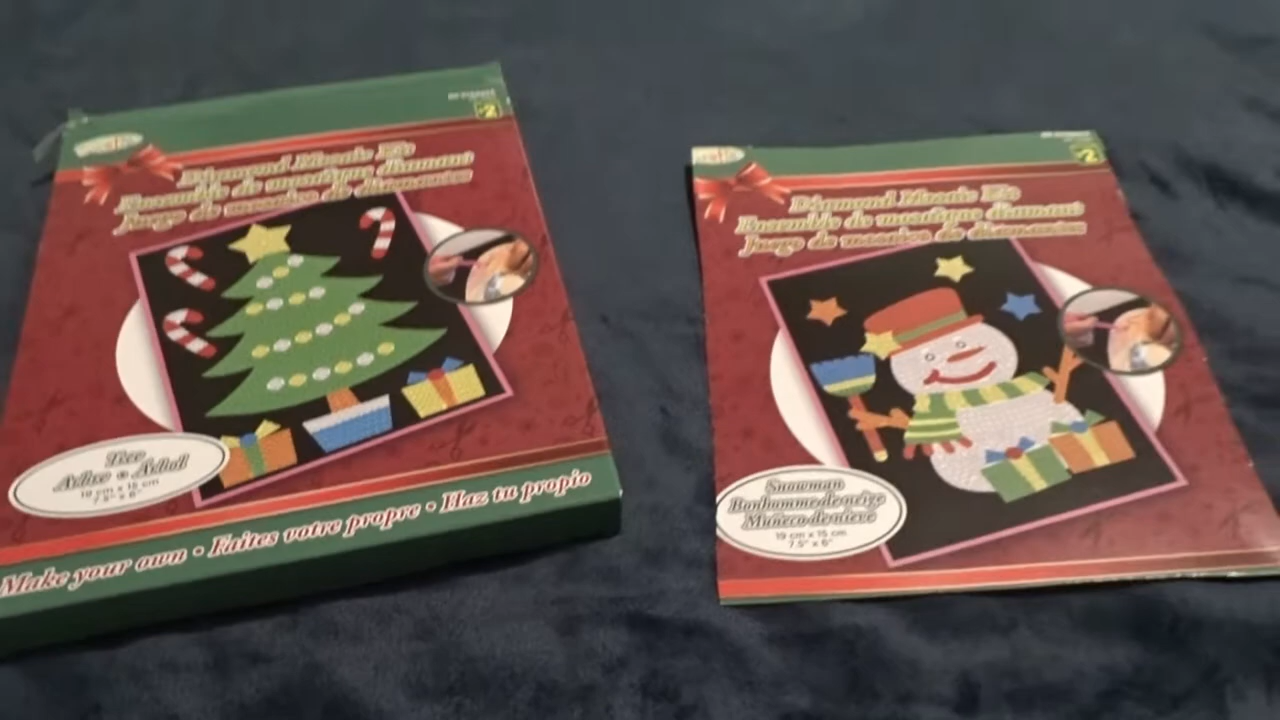 $2
Diamond Mosaic Kit
Ensemble de mosaïque diamant
Juego de mosaico de diamantes
Tree
Arbre • Árbol
19 cm x 15 cm
7.5" x 6"
Make your own • Faites votre propre • Haz tu propio
$2
Diamond Mosaic Kit
Ensemble de mosaïque diamant
Juego de mosaico de diamantes
Snowman
Bonhomme de neige
Muñeco de nieve
19 cm x 15 cm
7.5" x 6"